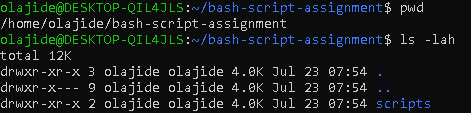 olajide@DESKTOP-QIL4JLS:~/bash-script-assignment$ pwd
/home/olajide/bash-script-assignment
olajide@DESKTOP-QIL4JLS:~/bash-script-assignment$ ls -lah
total 12K
drwxr-xr-x 3 olajide olajide 4.0K Jul 23 07:54 .
drwxr-x--- 9 olajide olajide 4.0K Jul 23 07:54 ..
drwxr-xr-x 2 olajide olajide 4.0K Jul 23 07:54 scripts